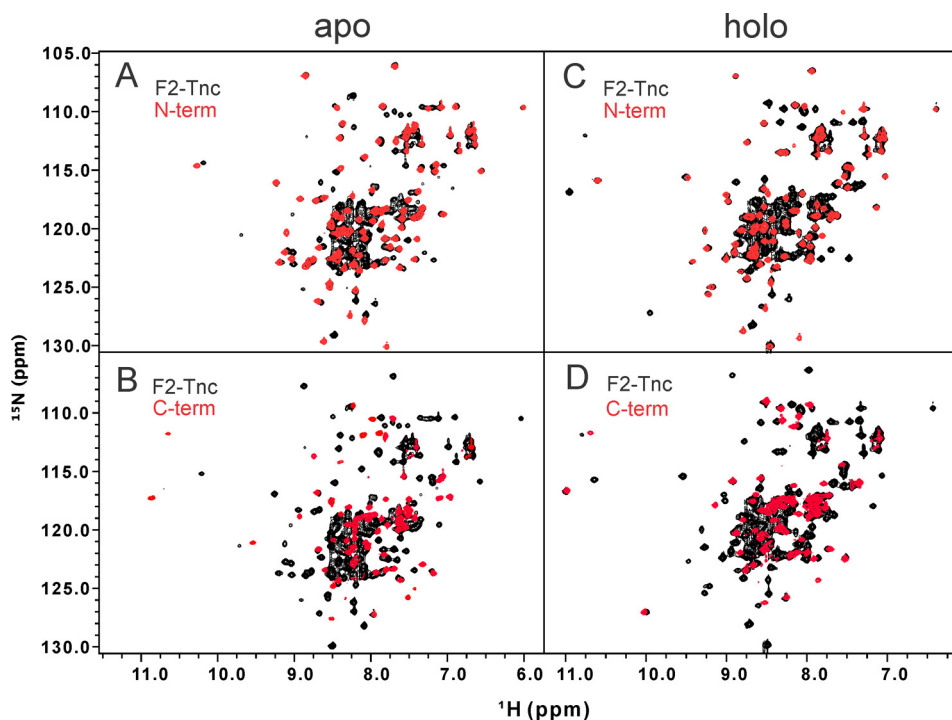 apo holo
A
F2-Tnc
N-term
C
F2-Tnc
N-term
B
F2-Tnc
C-term
D
F2-Tnc
C-term
105.0
110.0
115.0
120.0
125.0
130.0
110.0
115.0
120.0
125.0
130.0
¹⁵N (ppm)
11.0 10.0 9.0 8.0 7.0 6.0 11.0 10.0 9.0 8.0 7.0
¹H (ppm)